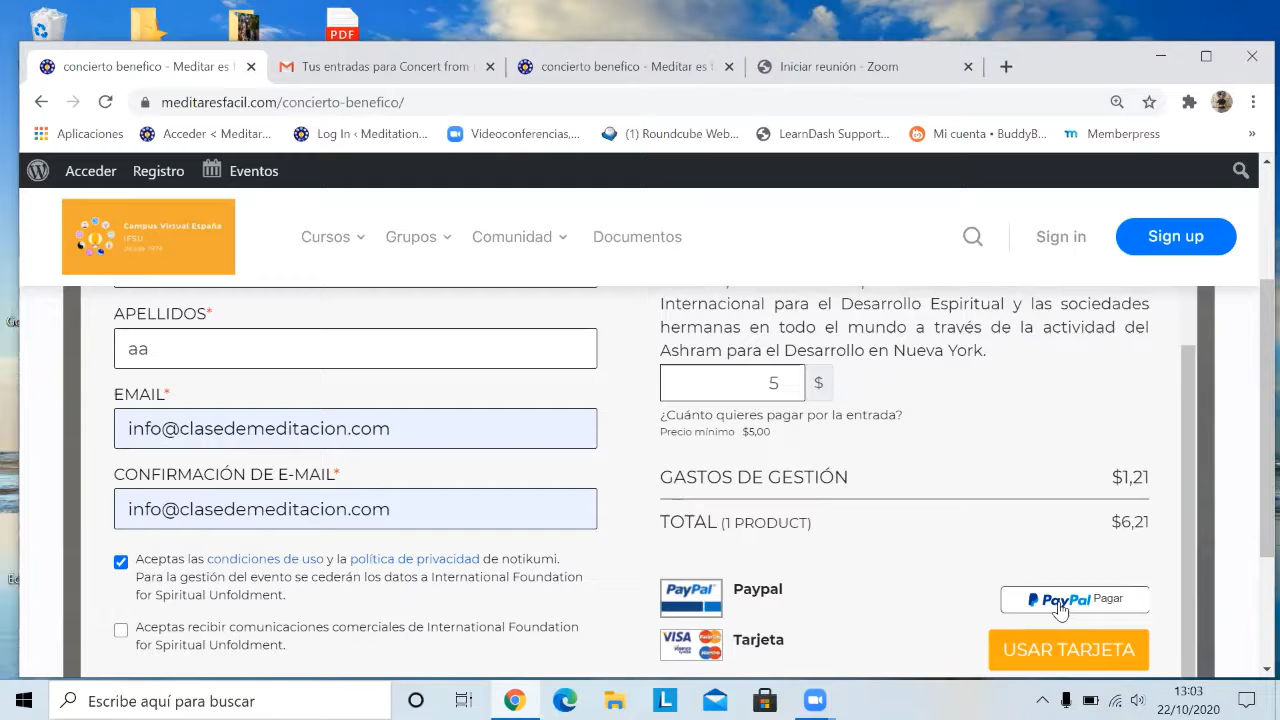 PDF
concierto benefico - Meditar es
Tus entradas para Concert from
concierto benefico - Meditar es
Iniciar reunión - Zoom
meditaresfacil.com/concierto-benefico/
Aplicaciones
Acceder < Meditar...
Log In ‹ Meditation...
Videoconferencias,...
(1) Roundcube Web...
LearnDash Support...
Mi cuenta • BuddyB...
Memberpress
»
Acceder
Registro
Eventos
Campus Virtual España
IFSU
Desde 1974
Cursos
Grupos
Comunidad
Documentos
Sign in
Sign up
APELLIDOS*
aa
EMAIL*
info@clasedemeditacion.com
CONFIRMACIÓN DE E-MAIL*
info@clasedemeditacion.com
Aceptas las condiciones de uso y la política de privacidad de notikumi.
Para la gestión del evento se cederán los datos a International Foundation
for Spiritual Unfoldment.
Aceptas recibir comunicaciones comerciales de International Foundation
for Spiritual Unfoldment.
Internacional para el Desarrollo Espiritual y las sociedades
hermanas en todo el mundo a través de la actividad del
Ashram para el Desarrollo en Nueva York.
5 $
¿Cuánto quieres pagar por la entrada?
Precio mínimo $5,00
GASTOS DE GESTIÓN $1,21
TOTAL (1 PRODUCT) $6,21
PayPal
Paypal
PayPal Pagar
VISA
Tarjeta
USAR TARJETA
Escribe aquí para buscar
13:03
22/10/2020